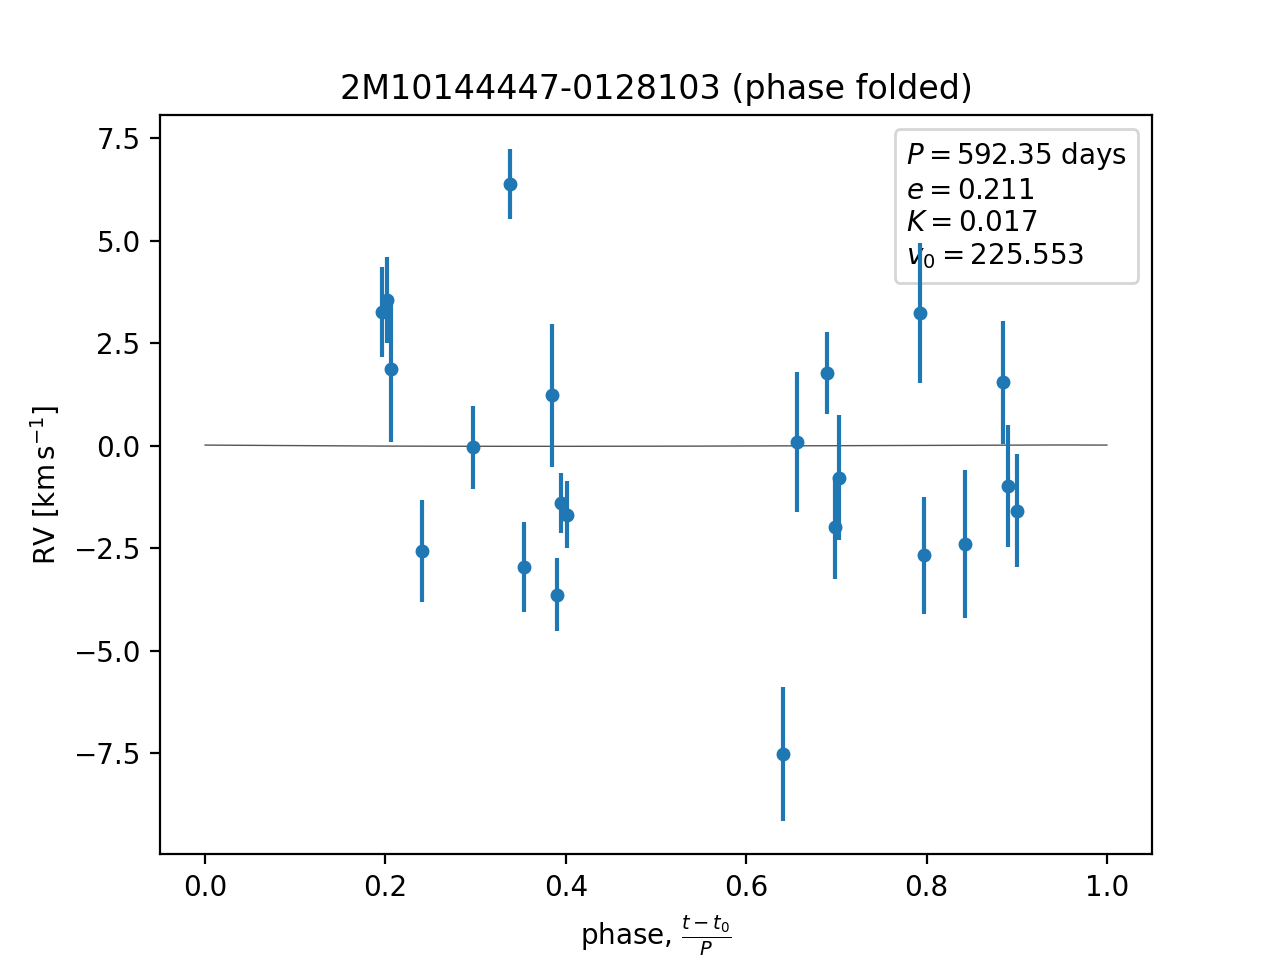 2M10144447-0128103 (phase folded)
P = 592.35 days
e = 0.211
K = 0.017
v₀ = 225.553
7.5
5.0
2.5
0.0
−2.5
−5.0
−7.5
RV [km s⁻¹]
0.0 0.2 0.4 0.6 0.8 1.0
phase, (t − t₀)/P